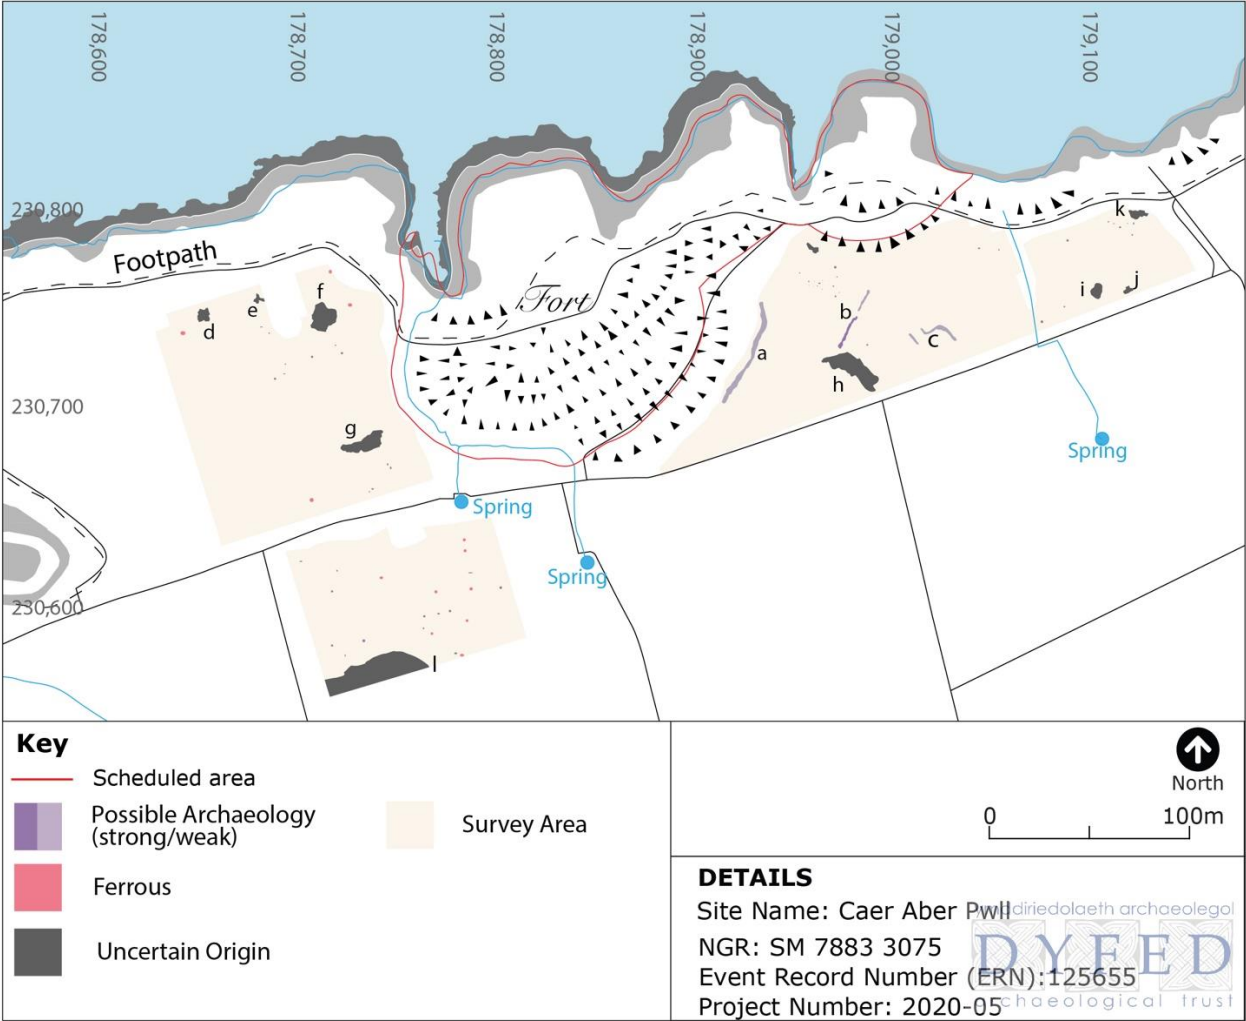 178,600
178,700
178,800
178,900
179,000
179,100
230,800
Footpath
Fort
k
d
e
f
i
j
b
a
c
h
230,700
g
Spring
Spring
Spring
230,600
l
Key
Scheduled area
Possible Archaeology
(strong/weak)
Survey Area
Ferrous
Uncertain Origin
North
0 100m
DETAILS
Site Name: Caer Aber Pwll
NGR: SM 7883 3075
Event Record Number (ERN):125655
Project Number: 2020-05
archaeolegol
DYFED
archaeological trust